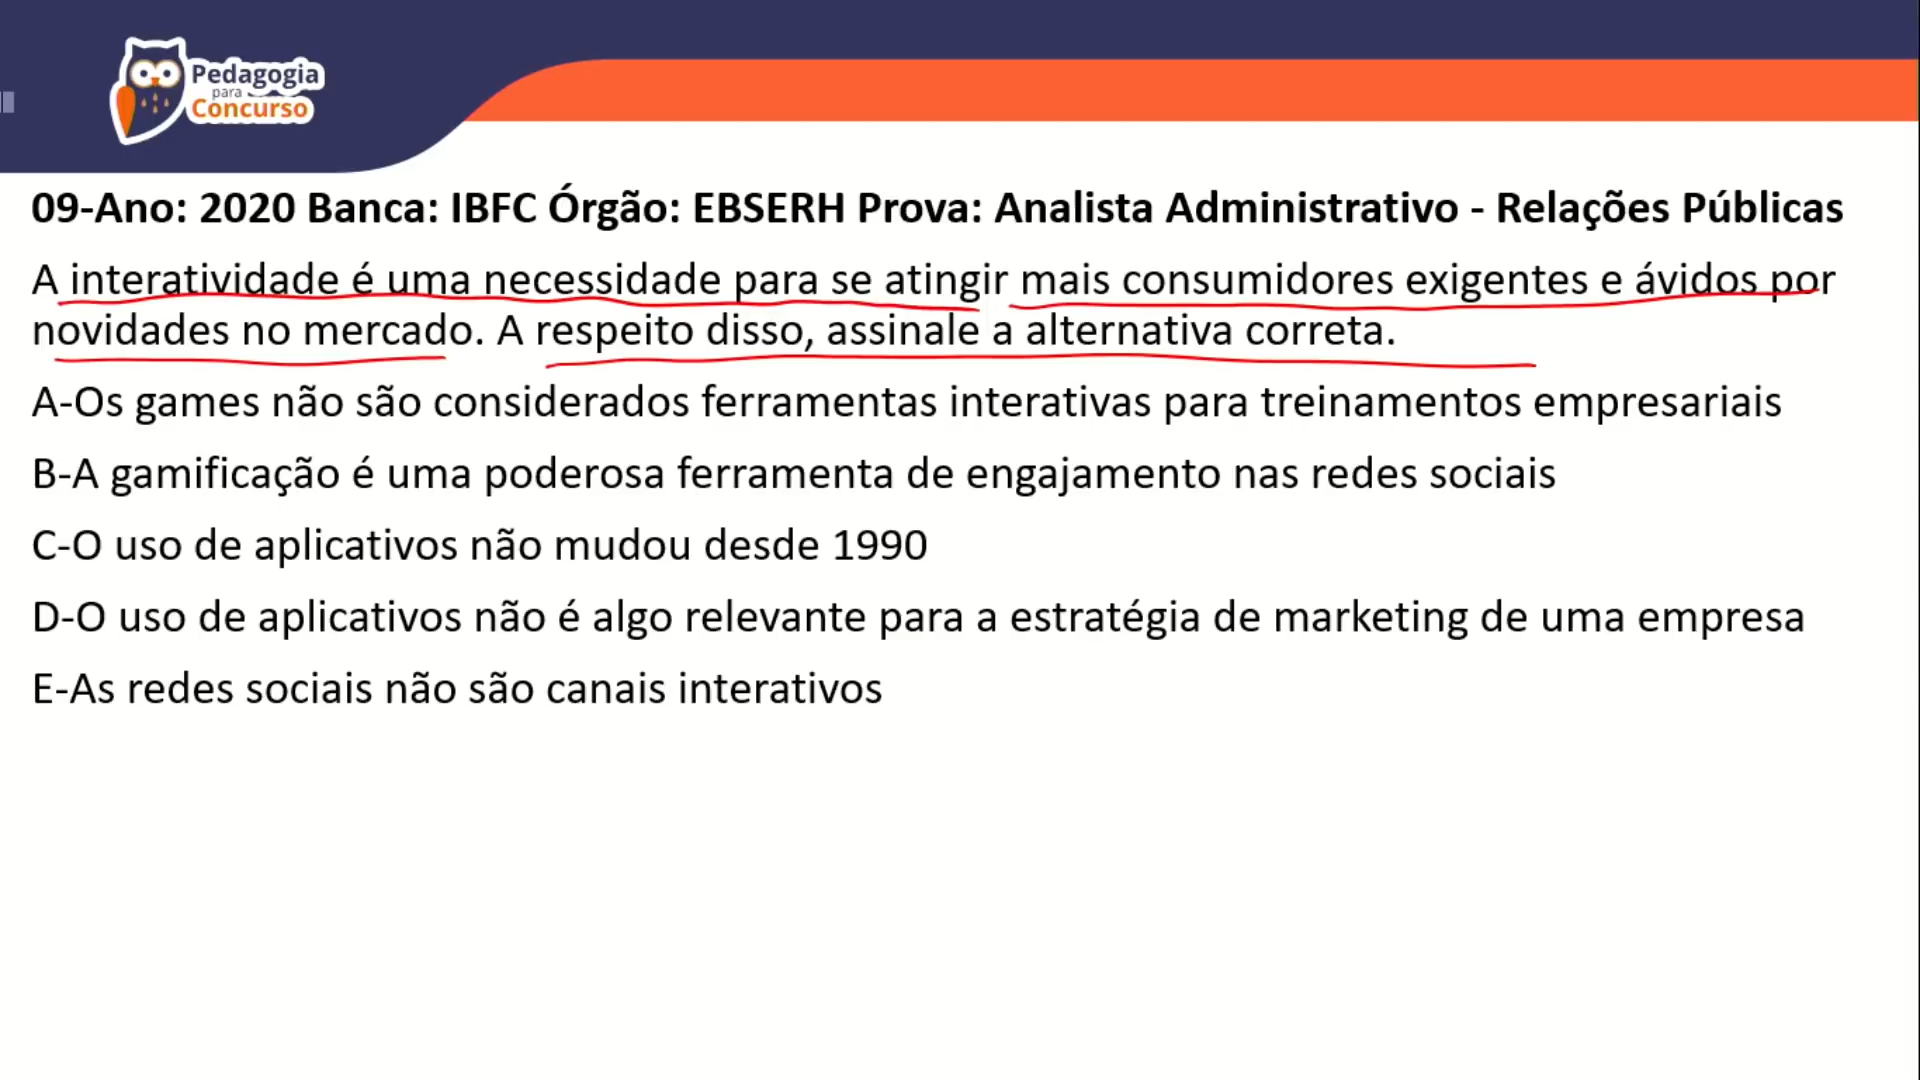 Pedagogia
para
Concurso
09-Ano: 2020 Banca: IBFC Órgão: EBSERH Prova: Analista Administrativo - Relações Públicas
A interatividade é uma necessidade para se atingir mais consumidores exigentes e ávidos por
novidades no mercado. A respeito disso, assinale a alternativa correta.
A-Os games não são considerados ferramentas interativas para treinamentos empresariais
B-A gamificação é uma poderosa ferramenta de engajamento nas redes sociais
C-O uso de aplicativos não mudou desde 1990
D-O uso de aplicativos não é algo relevante para a estratégia de marketing de uma empresa
E-As redes sociais não são canais interativos